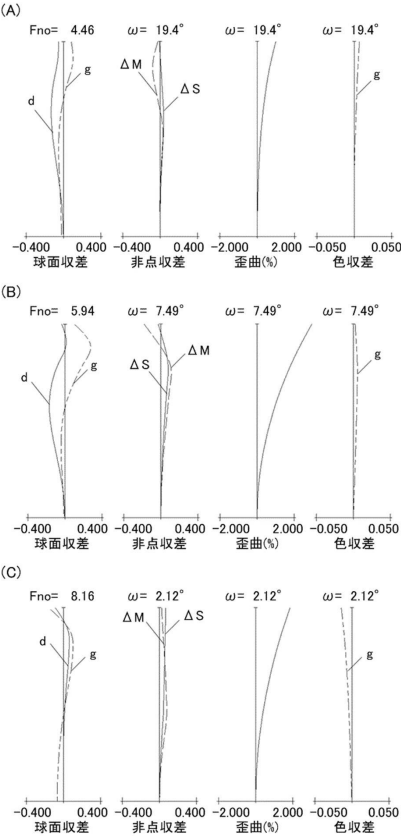 (A)
Fno= 4.46 ω= 19.4° ω= 19.4° ω= 19.4°
g
ΔM
g
d
ΔS
-0.400 0.400 -0.400 0.400 -2.000 2.000 -0.050 0.050
球面収差 非点収差 歪曲(%) 色収差
(B)
Fno= 5.94 ω= 7.49° ω= 7.49° ω= 7.49°
ΔM
ΔS
g
g
d
-0.400 0.400 -0.400 0.400 -2.000 2.000 -0.050 0.050
球面収差 非点収差 歪曲(%) 色収差
(C)
Fno= 8.16 ω= 2.12° ω= 2.12° ω= 2.12°
ΔM ΔS
d
g
g
-0.400 0.400 -0.400 0.400 -2.000 2.000 -0.050 0.050
球面収差 非点収差 歪曲(%) 色収差